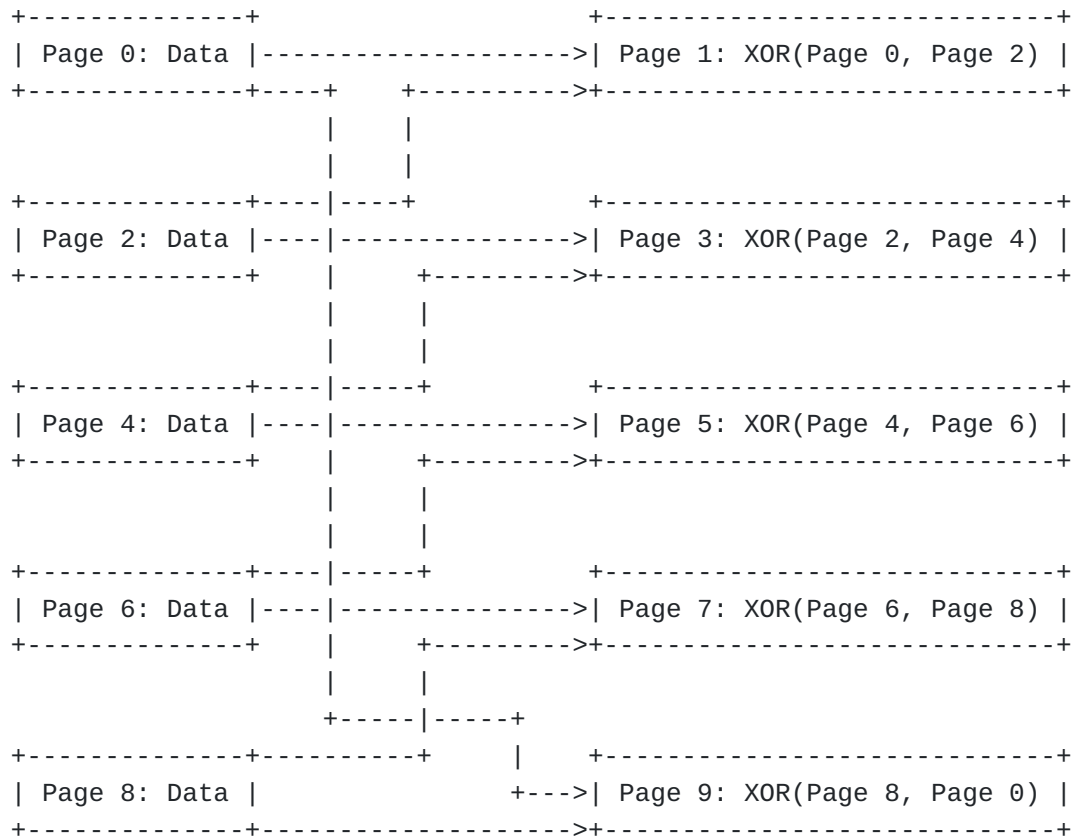 Page 0: Data
Page 1: XOR(Page 0, Page 2)
Page 2: Data
Page 3: XOR(Page 2, Page 4)
Page 4: Data
Page 5: XOR(Page 4, Page 6)
Page 6: Data
Page 7: XOR(Page 6, Page 8)
Page 8: Data
Page 9: XOR(Page 8, Page 0)